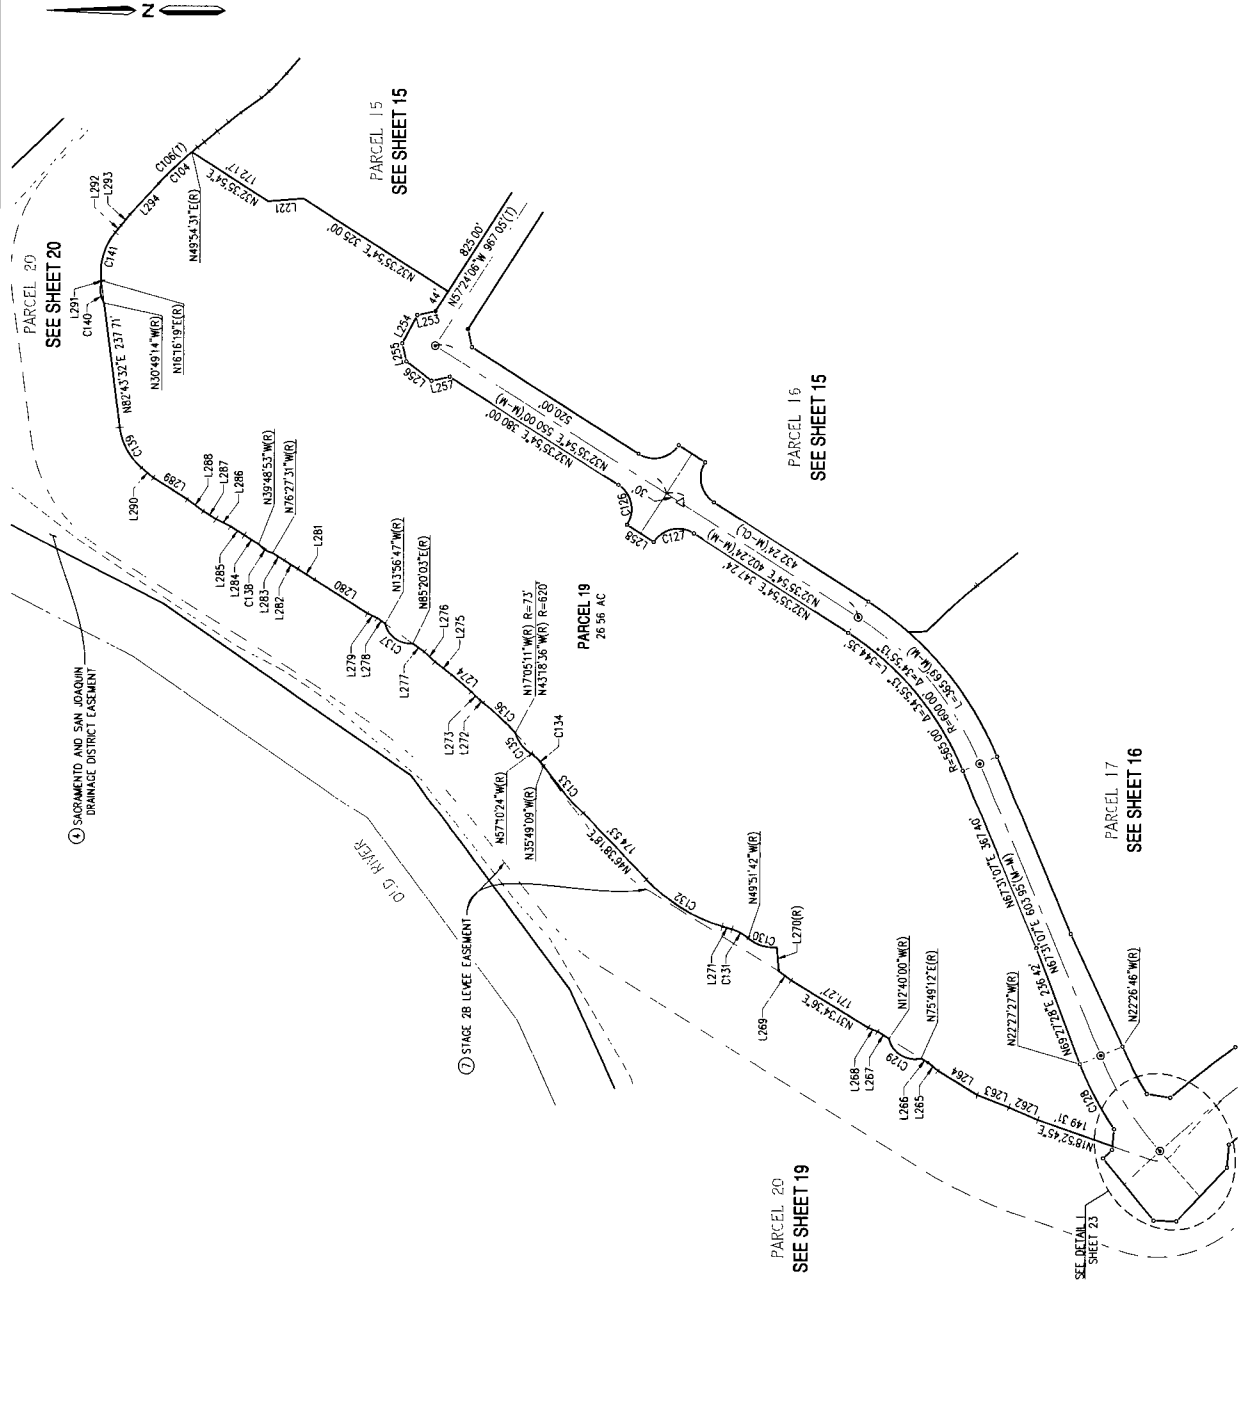 N
PARCEL 20
SEE SHEET 20
L292
L293
L294
C106(T)
C104
N49°54'31"E(R)
N32°35'54"E
172.17'
L221
PARCEL 15
SEE SHEET 15
C141
L291
C140
N82°43'32"E 237.71'
N30°49'14"W(R)
N16°16'19"E(R)
N32°35'54"E 325.00'
825.00'
N57°24'06"W 967.05'(T)
44'
L253
L254
L255
L256
L257
C139
L290
L289
L288
L287
L286
L285
L284
C138
L283
L282
N39°48'53"W(R)
N76°27'31"W(R)
L281
L280
L279
L278
C137
N13°56'47"W(R)
N85°20'03"E(R)
L277
L276
L275
L274
L273
L272
N32°35'54"E 380.00'
N32°35'54"E 550.00'(M-M)
520.00'
PARCEL 16
SEE SHEET 15
30'
C126
L258
C127
④ SACRAMENTO AND SAN JOAQUIN
DRAINAGE DISTRICT EASEMENT
OLD RIVER
PARCEL 19
26.56 AC
N17°05'11"W(R) R=73'
N43°18'36"W(R) R=620'
C136
C135
C134
C133
N57°10'24"W(R)
N35°49'09"W(R)
432.24'(M-CL)
N32°35'54"E 402.24'(M-M)
N32°35'54"E 347.24'
L=344.35'
R=565.00' Δ=34°55'13"
R=600.00' Δ=34°55'13"
L=365.69'(M-M)
N46°38'18"E
174.53'
C132
⑦ STAGE 2B LEVEE EASEMENT
N49°51'42"W(R)
L271
C131
C130
L270(R)
L269
N31°34'36"E
171.27'
N67°31'07"E 367.40'
N67°31'07"E 603.95'(M-M)
PARCEL 17
SEE SHEET 16
L268
L267
C129
N12°40'00"W(R)
N75°49'12"E(R)
L266
L265
L264
L263
L262
149.31'
N18°52'45"E
N22°27'27"W(R)
N69°27'28"E 236.42'
N22°26'46"W(R)
C128
PARCEL 20
SEE SHEET 19
SEE DETAIL 1
SHEET 23